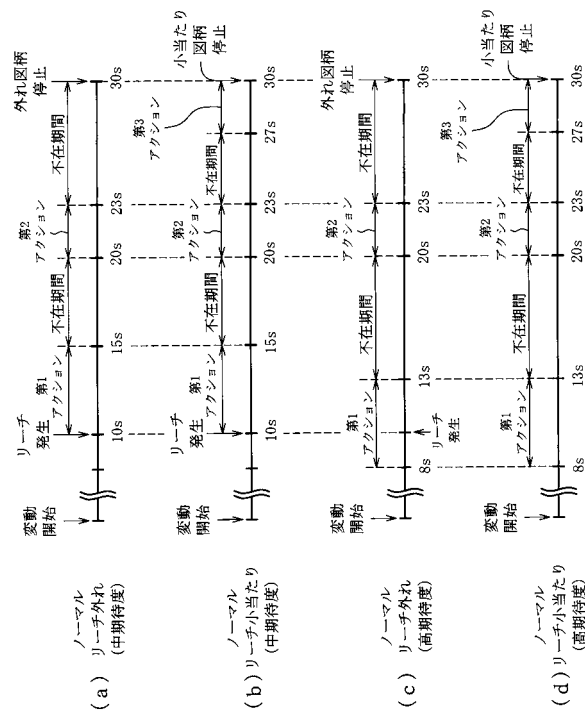 (a)
ノーマル
リーチ外れ
(中期待度)
変動
開始
リーチ
発生
第1
アクション
不在期間
第2
アクション
不在期間
外れ図柄
停止
10s
15s
20s
23s
30s
(b)
ノーマル
リーチ小当たり
(中期待度)
変動
開始
リーチ
発生
第1
アクション
不在期間
第2
アクション
不在期間
第3
アクション
小当たり
図柄
停止
10s
15s
20s
23s
27s
30s
(c)
ノーマル
リーチ外れ
(高期待度)
変動
開始
第1
アクション
リーチ
発生
不在期間
第2
アクション
不在期間
外れ図柄
停止
8s
13s
20s
23s
30s
(d)
ノーマル
リーチ小当たり
(高期待度)
変動
開始
第1
アクション
不在期間
第2
アクション
不在期間
第3
アクション
小当たり
図柄
停止
8s
13s
20s
23s
27s
30s